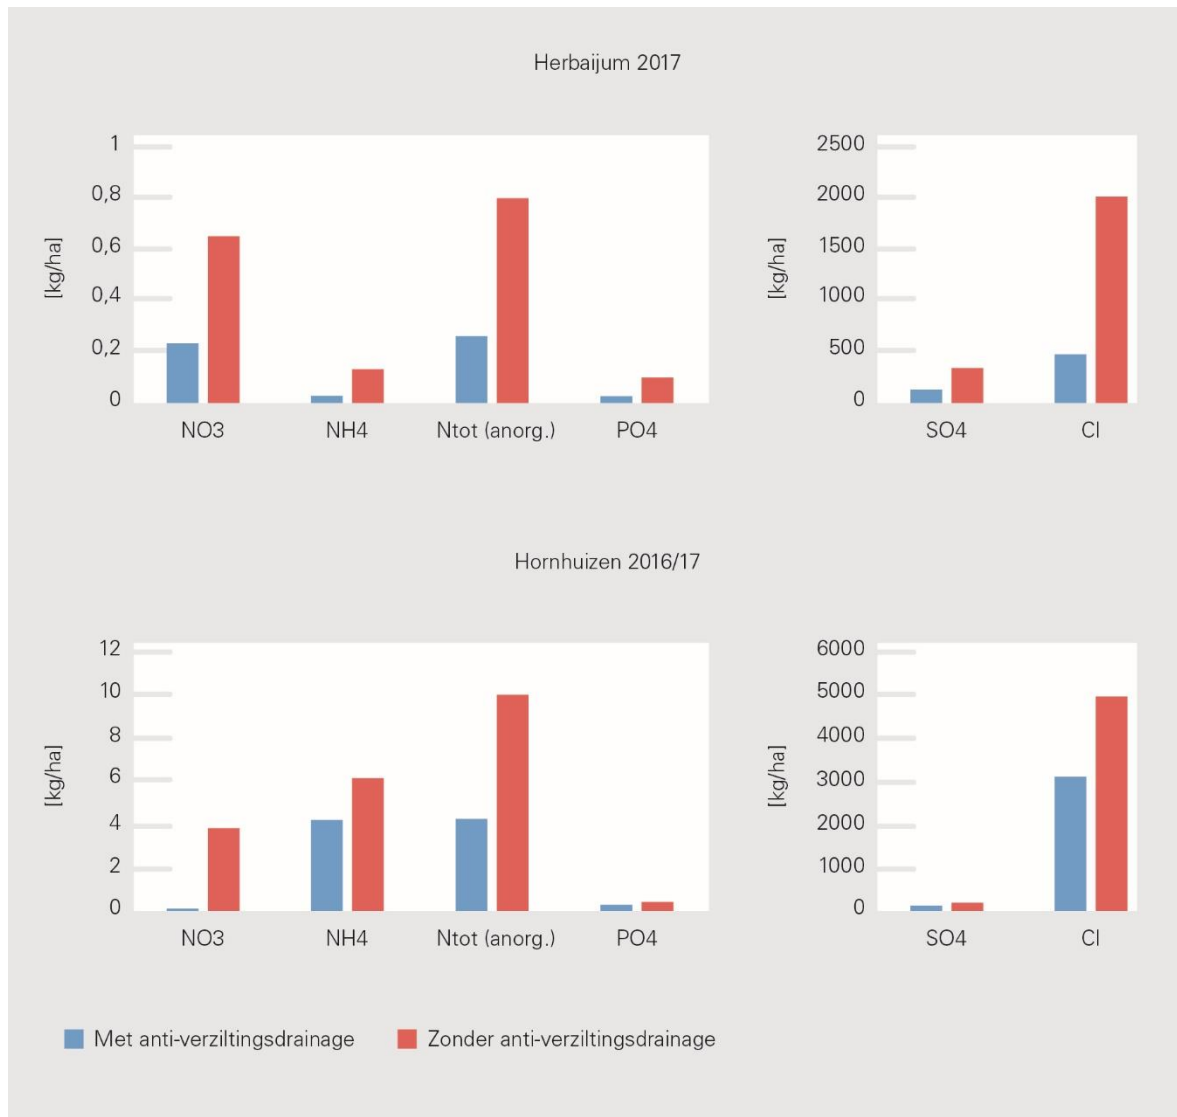 Herbaijum 2017
[kg/ha]
1
0,8
0,6
0,4
0,2
0
NO3 NH4 Ntot (anorg.) PO4
[kg/ha]
2500
2000
1500
1000
500
0
SO4 Cl
Hornhuizen 2016/17
[kg/ha]
12
10
8
6
4
2
0
NO3 NH4 Ntot (anorg.) PO4
[kg/ha]
6000
5000
4000
3000
2000
1000
0
SO4 Cl
Met anti-verziltingsdrainage Zonder anti-verziltingsdrainage